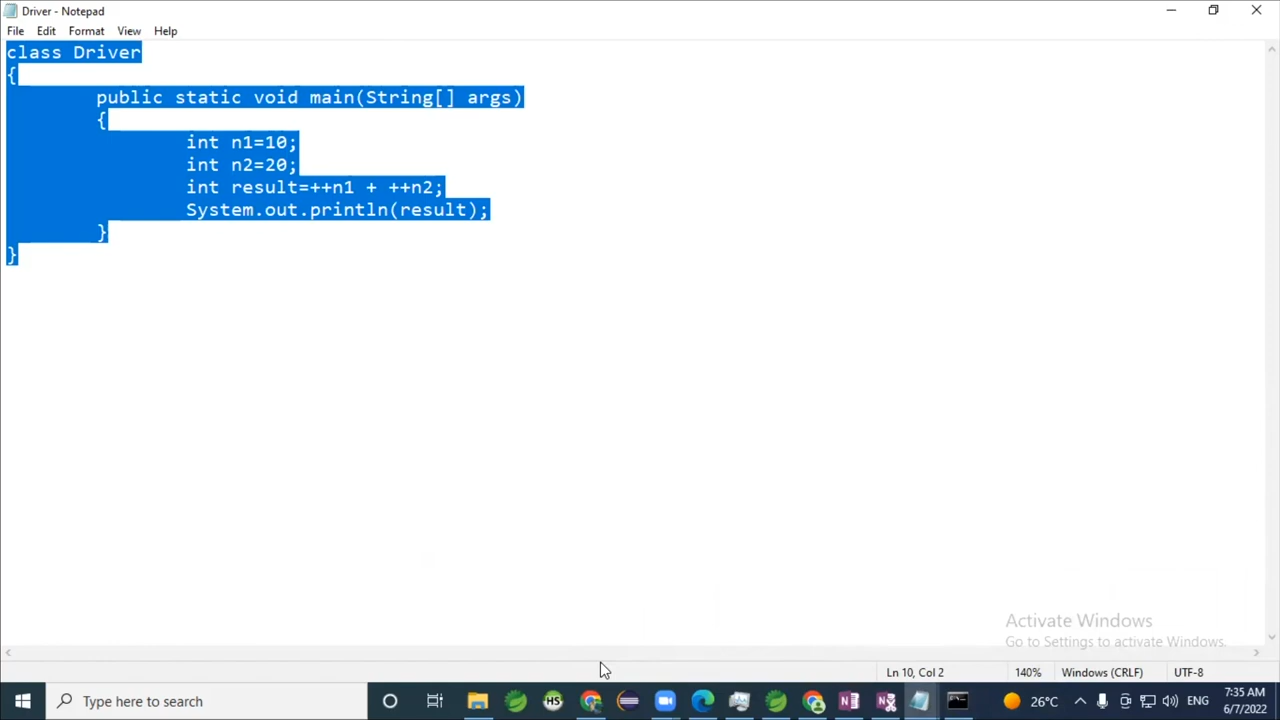 Driver - Notepad
File Edit Format View Help
class Driver
{
public static void main(String[] args)
{
int n1=10;
int n2=20;
int result=++n1 + ++n2;
System.out.println(result);
}
}
Activate Windows
Go to Settings to activate Windows.
Ln 10, Col 2 140% Windows (CRLF) UTF-8
Type here to search HS 26°C ENG 7:35 AM
6/7/2022